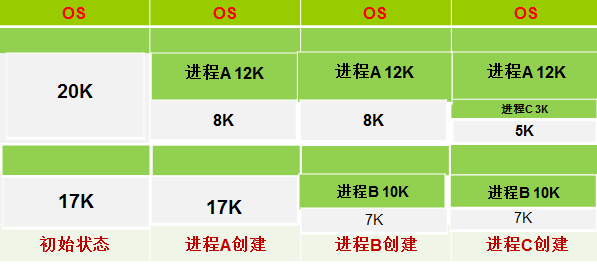 OS OS OS OS
进程A 12K 进程A 12K 进程A 12K
20K
进程C 3K
8K 8K 5K
进程B 10K 进程B 10K
17K 17K
7K 7K
初始状态 进程A创建 进程B创建 进程C创建